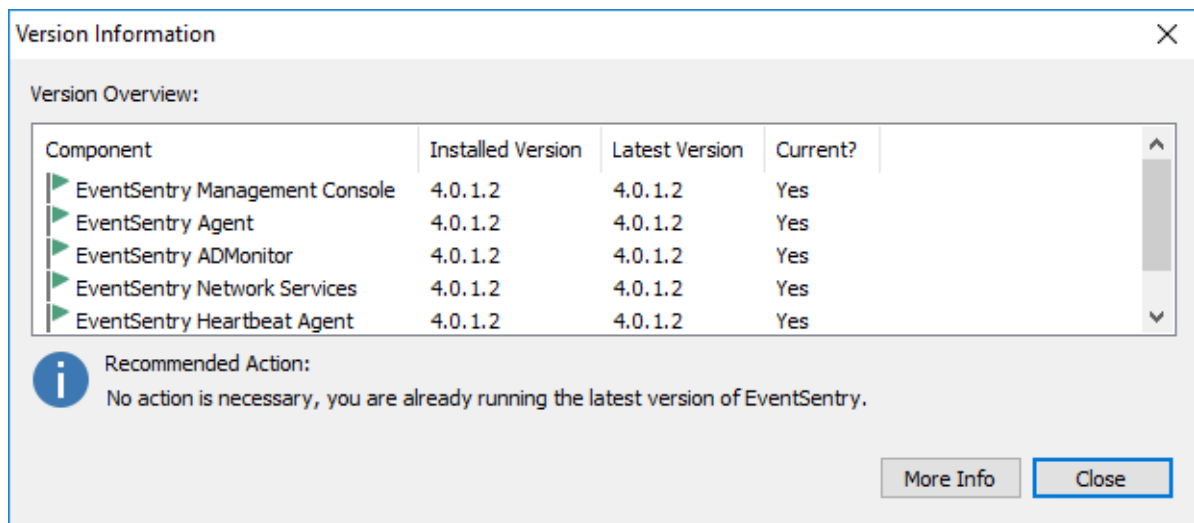 Version Information
Version Overview:
Component Installed Version Latest Version Current?
EventSentry Management Console 4.0.1.2 4.0.1.2 Yes
EventSentry Agent 4.0.1.2 4.0.1.2 Yes
EventSentry ADMonitor 4.0.1.2 4.0.1.2 Yes
EventSentry Network Services 4.0.1.2 4.0.1.2 Yes
EventSentry Heartbeat Agent 4.0.1.2 4.0.1.2 Yes
Recommended Action:
No action is necessary, you are already running the latest version of EventSentry.
More Info Close